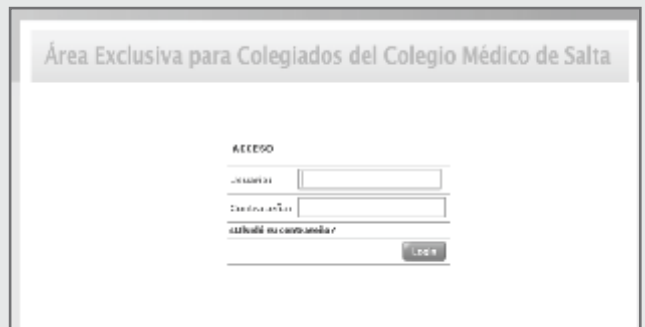 Área Exclusiva para Colegiados del Colegio Médico de Salta
ACCESO
Usuario:
Contraseña:
¿Olvidó su contraseña?
Login